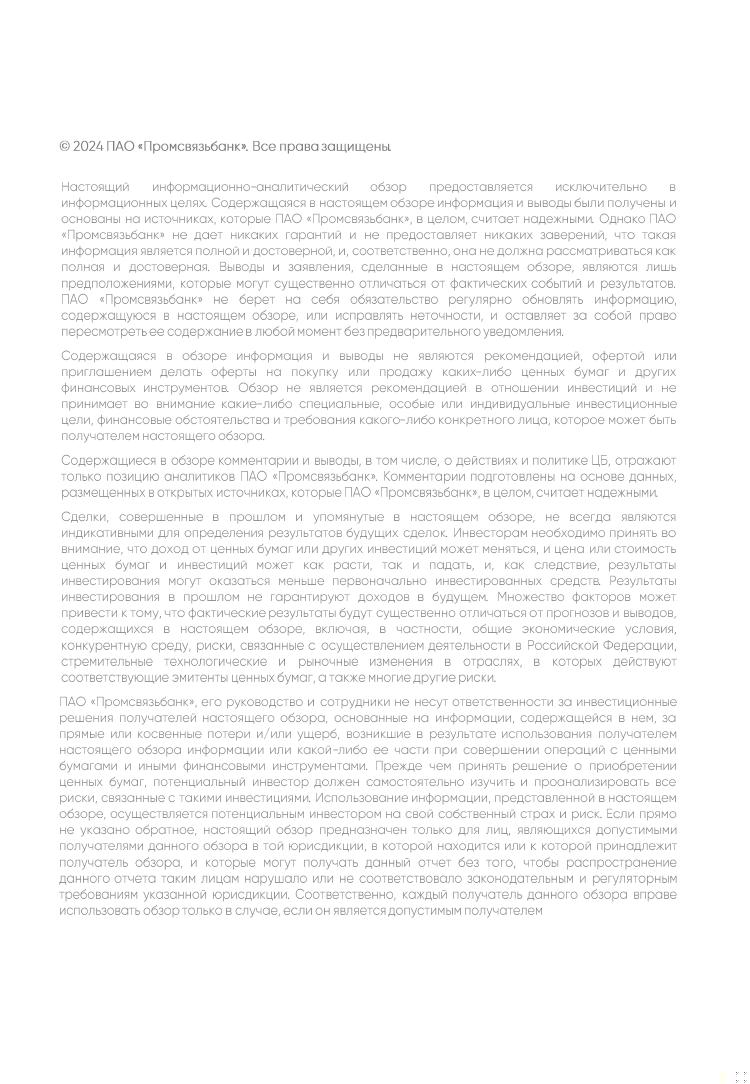 © 2024 ПАО «Промсвязьбанк». Все права защищены.
Настоящий информационно-аналитический обзор предоставляется исключительно в
информационных целях. Содержащаяся в настоящем обзоре информация и выводы были получены и
основаны на источниках, которые ПАО «Промсвязьбанк», в целом, считает надежными. Однако ПАО
«Промсвязьбанк» не дает никаких гарантий и не предоставляет никаких заверений, что такая
информация является полной и достоверной, и, соответственно, она не должна рассматриваться как
полная и достоверная. Выводы и заявления, сделанные в настоящем обзоре, являются лишь
предположениями, которые могут существенно отличаться от фактических событий и результатов.
ПАО «Промсвязьбанк» не берет на себя обязательство регулярно обновлять информацию,
содержащуюся в настоящем обзоре, или исправлять неточности, и оставляет за собой право
пересмотреть ее содержание в любой момент без предварительного уведомления.
Содержащаяся в обзоре информация и выводы не являются рекомендацией, офертой или
приглашением делать оферты на покупку или продажу каких-либо ценных бумаг и других
финансовых инструментов. Обзор не является рекомендацией в отношении инвестиций и не
принимает во внимание какие-либо специальные, особые или индивидуальные инвестиционные
цели, финансовые обстоятельства и требования какого-либо конкретного лица, которое может быть
получателем настоящего обзора.
Содержащиеся в обзоре комментарии и выводы, в том числе, о действиях и политике ЦБ, отражают
только позицию аналитиков ПАО «Промсвязьбанк». Комментарии подготовлены на основе данных,
размещенных в открытых источниках, которые ПАО «Промсвязьбанк», в целом, считает надежными.
Сделки, совершенные в прошлом и упомянутые в настоящем обзоре, не всегда являются
индикативными для определения результатов будущих сделок. Инвесторам необходимо принять во
внимание, что доход от ценных бумаг или других инвестиций может меняться, и цена или стоимость
ценных бумаг и инвестиций может как расти, так и падать, и, как следствие, результаты
инвестирования могут оказаться меньше первоначально инвестированных средств. Результаты
инвестирования в прошлом не гарантируют доходов в будущем. Множество факторов может
привести к тому, что фактические результаты будут существенно отличаться от прогнозов и выводов,
содержащихся в настоящем обзоре, включая, в частности, общие экономические условия,
конкурентную среду, риски, связанные с осуществлением деятельности в Российской Федерации,
стремительные технологические и рыночные изменения в отраслях, в которых действуют
соответствующие эмитенты ценных бумаг, а также многие другие риски.
ПАО «Промсвязьбанк», его руководство и сотрудники не несут ответственности за инвестиционные
решения получателей настоящего обзора, основанные на информации, содержащейся в нем, за
прямые или косвенные потери и/или ущерб, возникшие в результате использования получателем
настоящего обзора информации или какой-либо ее части при совершении операций с ценными
бумагами и иными финансовыми инструментами. Прежде чем принять решение о приобретении
ценных бумаг, потенциальный инвестор должен самостоятельно изучить и проанализировать все
риски, связанные с такими инвестициями. Использование информации, представленной в настоящем
обзоре, осуществляется потенциальным инвестором на свой собственный страх и риск. Если прямо
не указано обратное, настоящий обзор предназначен только для лиц, являющихся допустимыми
получателями данного обзора в той юрисдикции, в которой находится или к которой принадлежит
получатель обзора, и которые могут получать данный отчет без того, чтобы распространение
данного отчета таким лицам нарушало или не соответствовало законодательным и регуляторным
требованиям указанной юрисдикции. Соответственно, каждый получатель данного обзора вправе
использовать обзор только в случае, если он является допустимым получателем